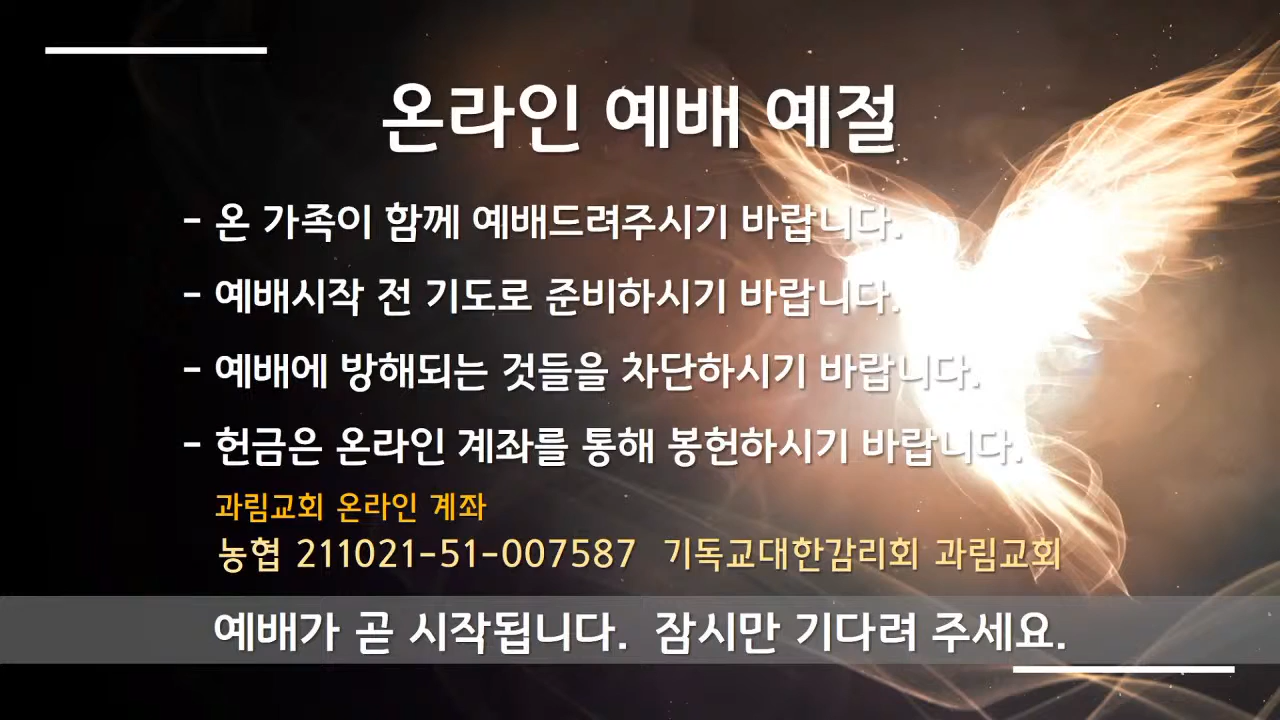 온라인 예배 예절
- 온 가족이 함께 예배드려주시기 바랍니다.
- 예배시작 전 기도로 준비하시기 바랍니다.
- 예배에 방해되는 것들을 차단하시기 바랍니다.
- 헌금은 온라인 계좌를 통해 봉헌하시기 바랍니다.
과림교회 온라인 계좌
농협 211021-51-007587 기독교대한감리회 과림교회
예배가 곧 시작됩니다. 잠시만 기다려 주세요.